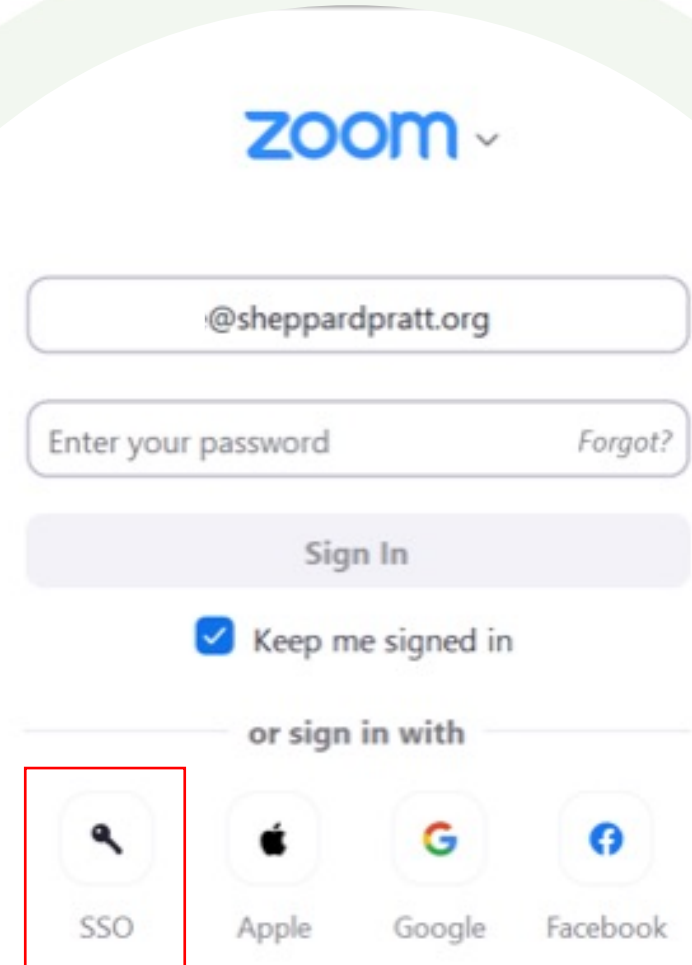 zoom
@sheppardpratt.org
Enter your password Forgot?
Sign In
Keep me signed in
or sign in with
SSO Apple Google Facebook